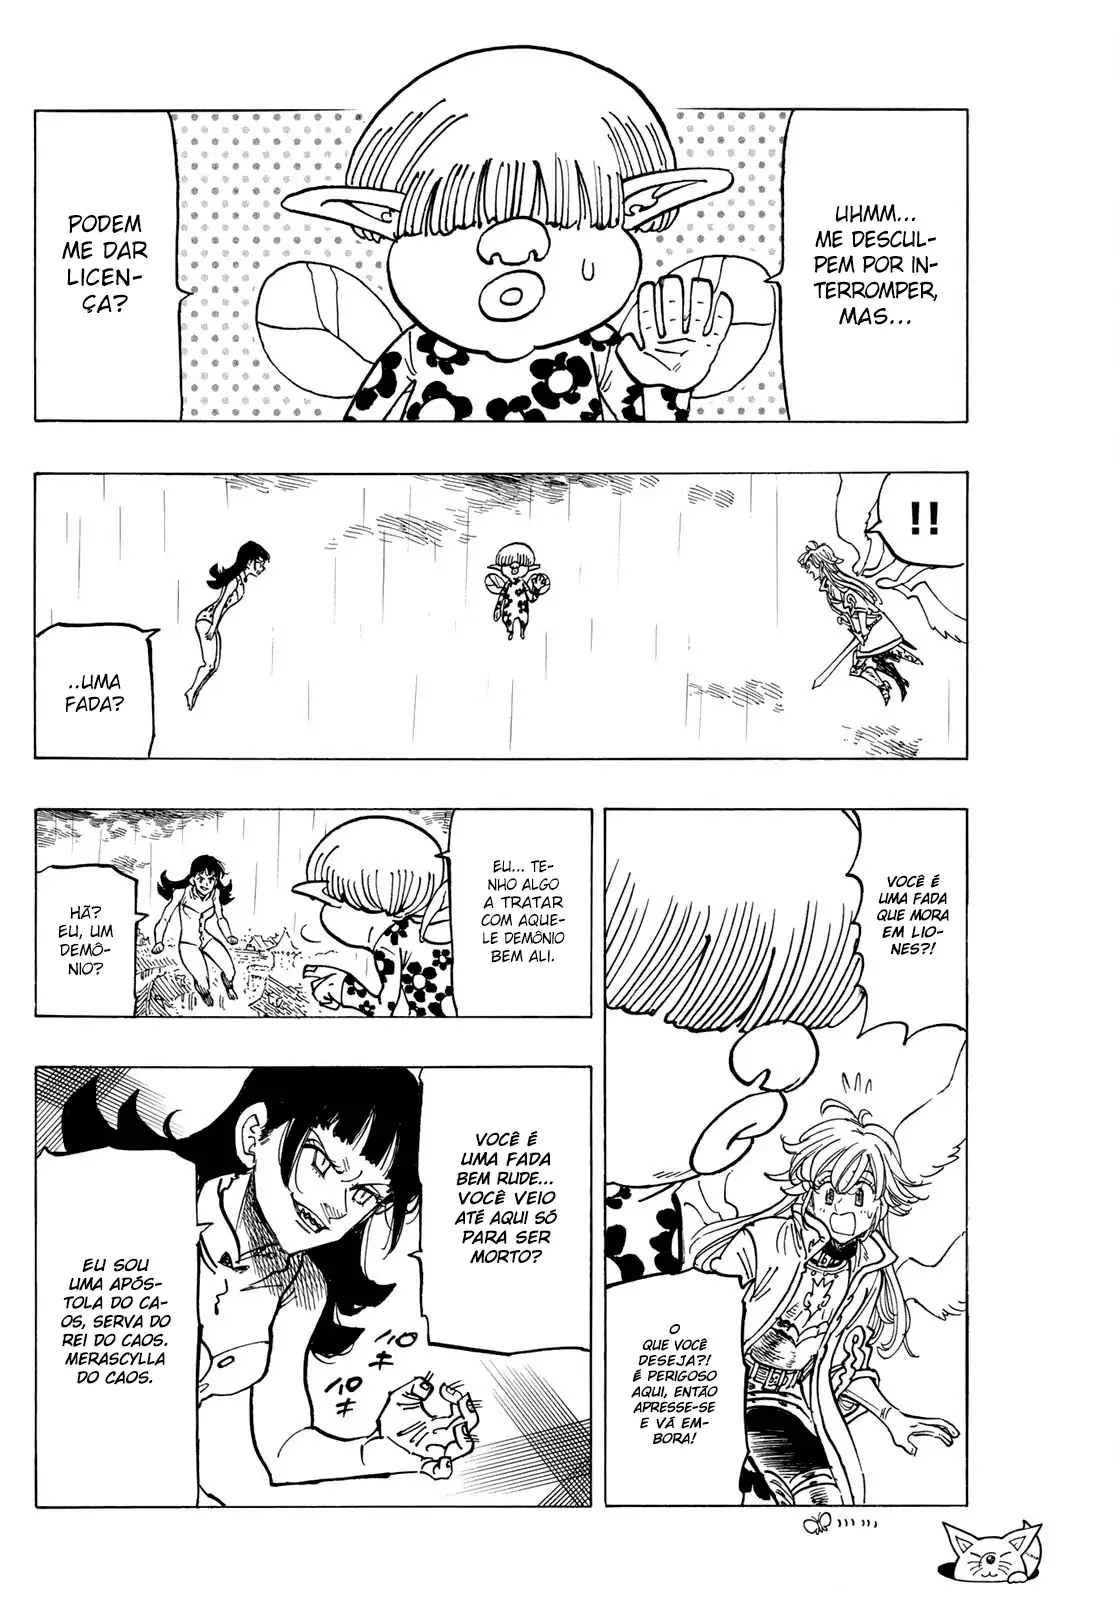 UHMM...
ME DESCUL-
PEM POR IN-
TERROMPER,
MAS...
PODEM
ME DAR
LICEN-
ÇA?
!!
..UMA
FADA?
VOCÊ É
UMA FADA
QUE MORA
EM LIO-
NES?!
O
QUE VOCÊ
DESEJA?!
É PERIGOSO
AQUI, ENTÃO
APRESSE-SE
E VÁ EM-
BORA!
EU... TE-
NHO ALGO
A TRATAR
COM AQUE-
LE DEMÔNIO
BEM ALI.
HÃ?
EU, UM
DEMÔ-
NIO?
VOCÊ É
UMA FADA
BEM RUDE...
VOCÊ VEIO
ATÉ AQUI SÓ
PARA SER
MORTO?
EU SOU
UMA APÓS-
TOLA DO CA-
OS, SERVA DO
REI DO CAOS.
MERASCYLLA
DO CAOS.
パキ
パキ